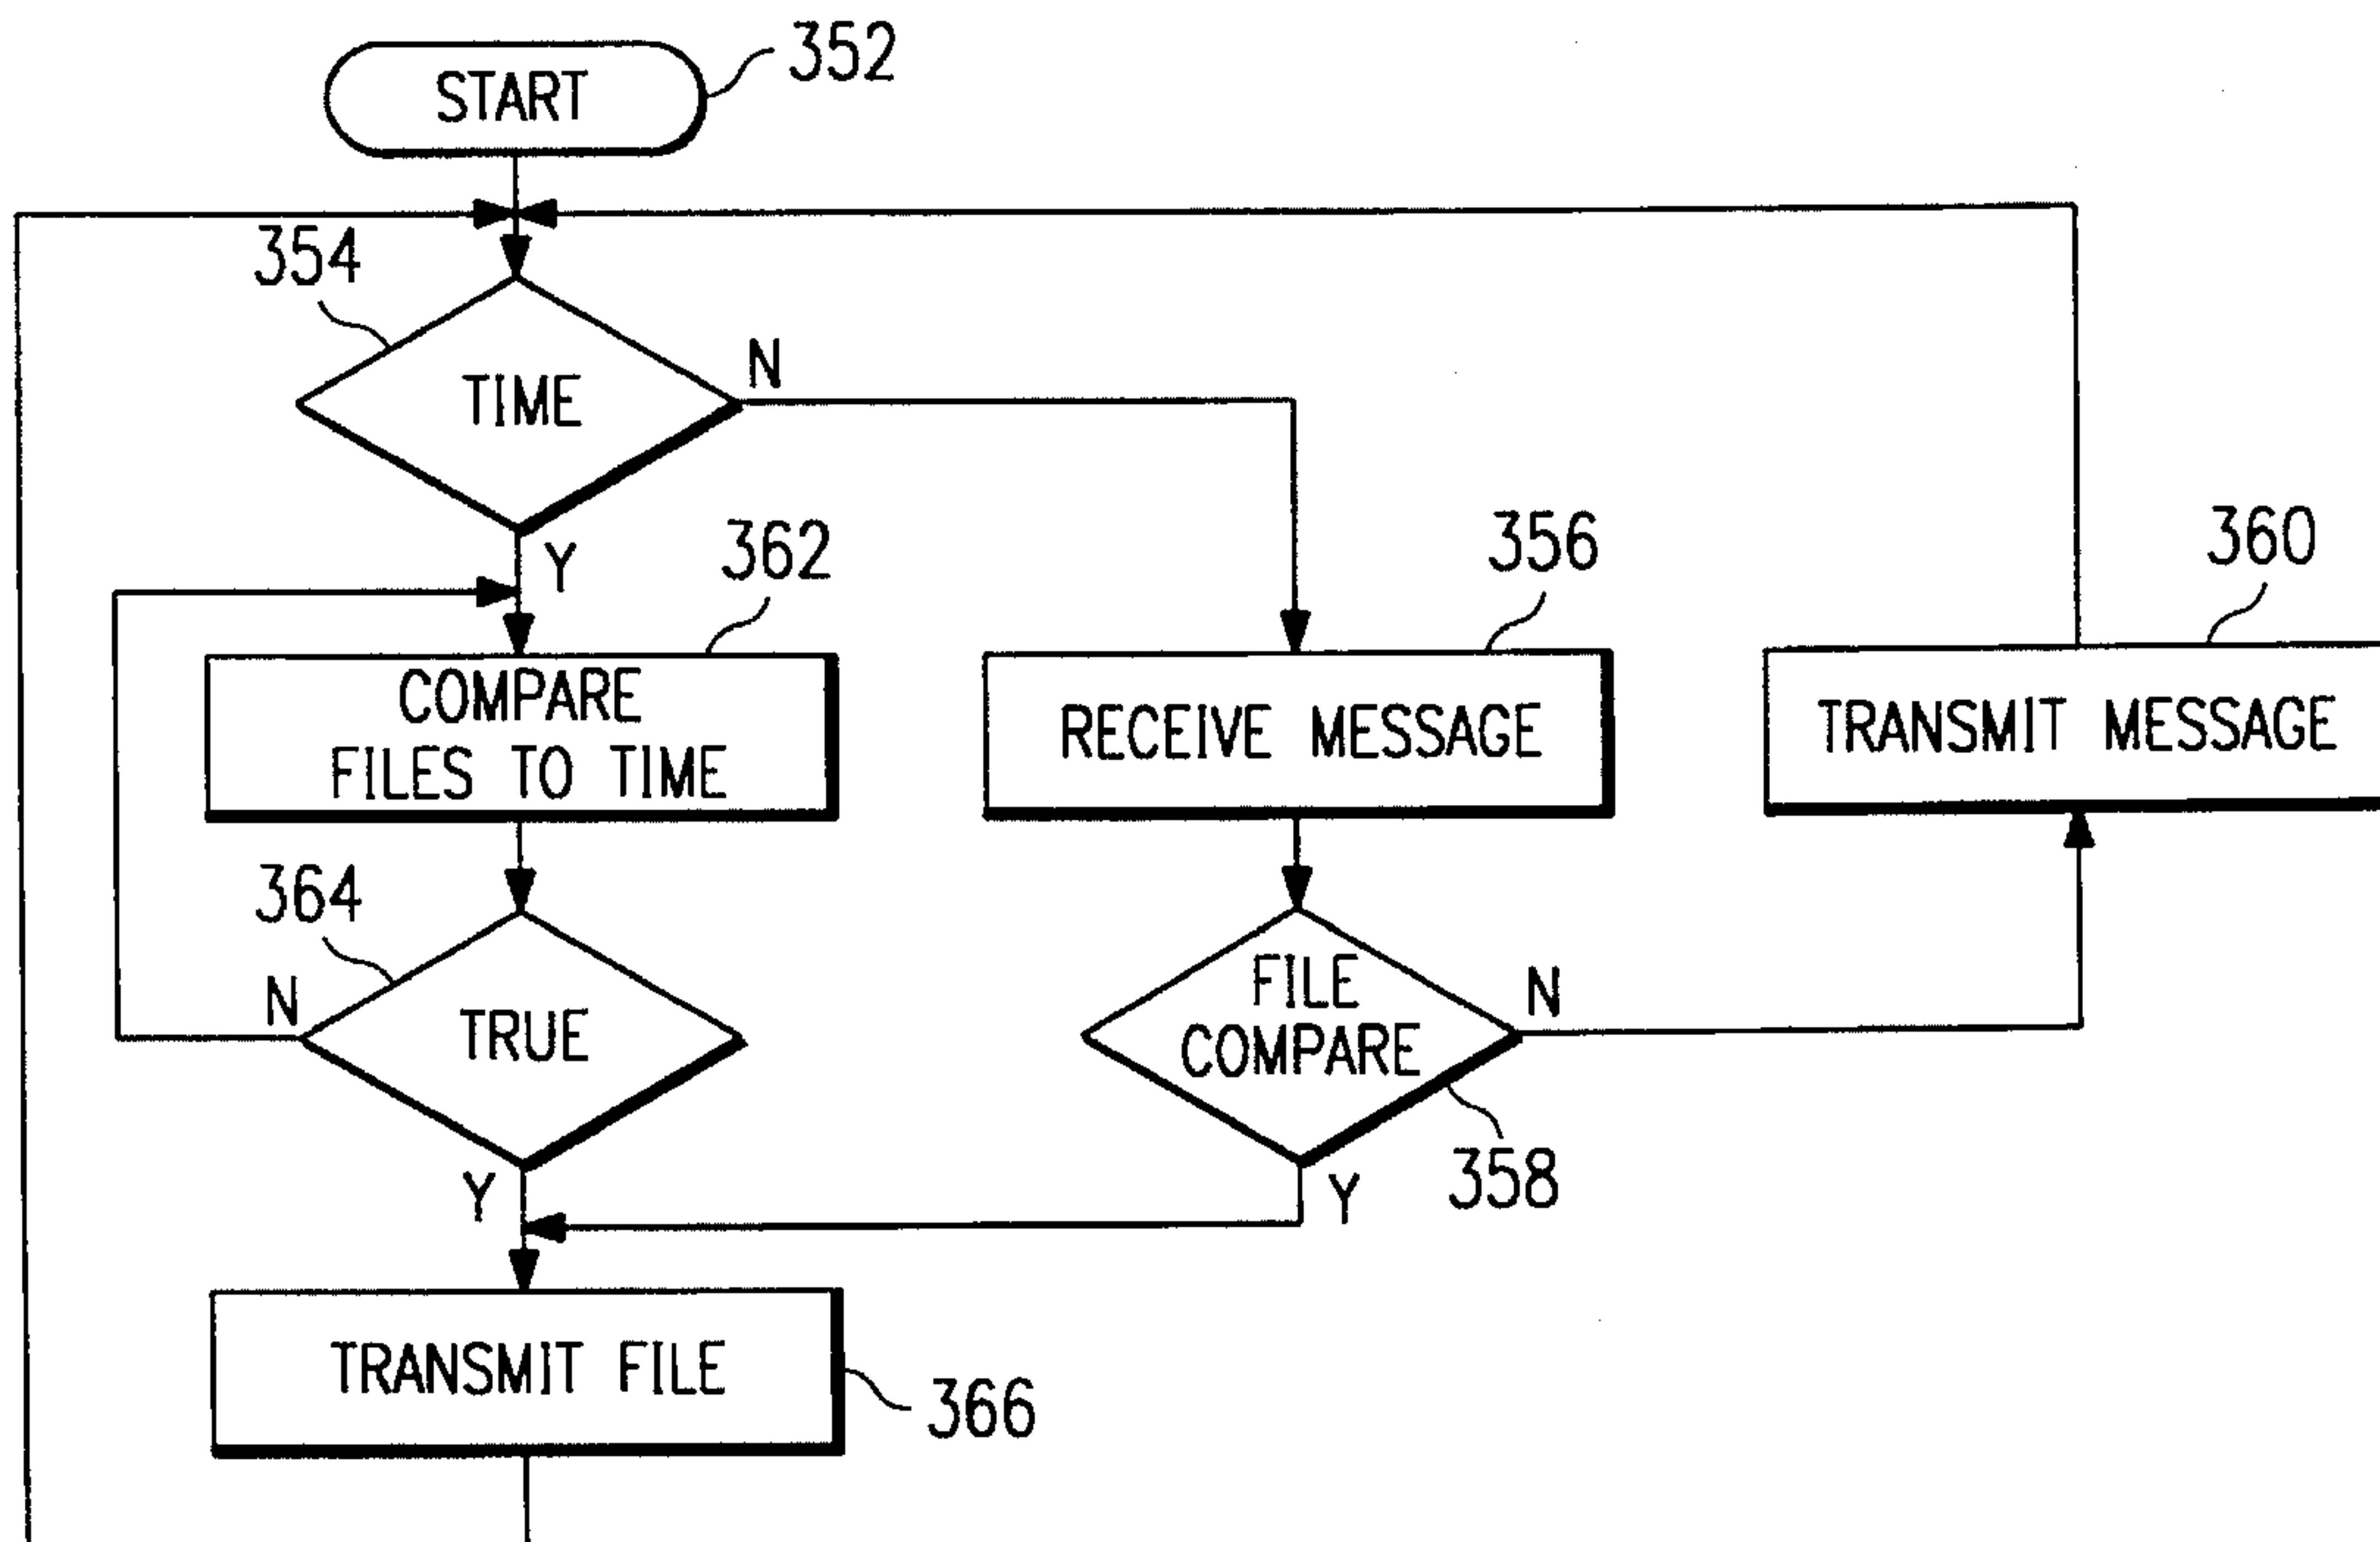 START
352
354
TIME
N
Y
362
356
360
COMPARE
FILES TO TIME
RECEIVE MESSAGE
TRANSMIT MESSAGE
364
N
TRUE
Y
FILE
COMPARE
N
358
Y
TRANSMIT FILE
366